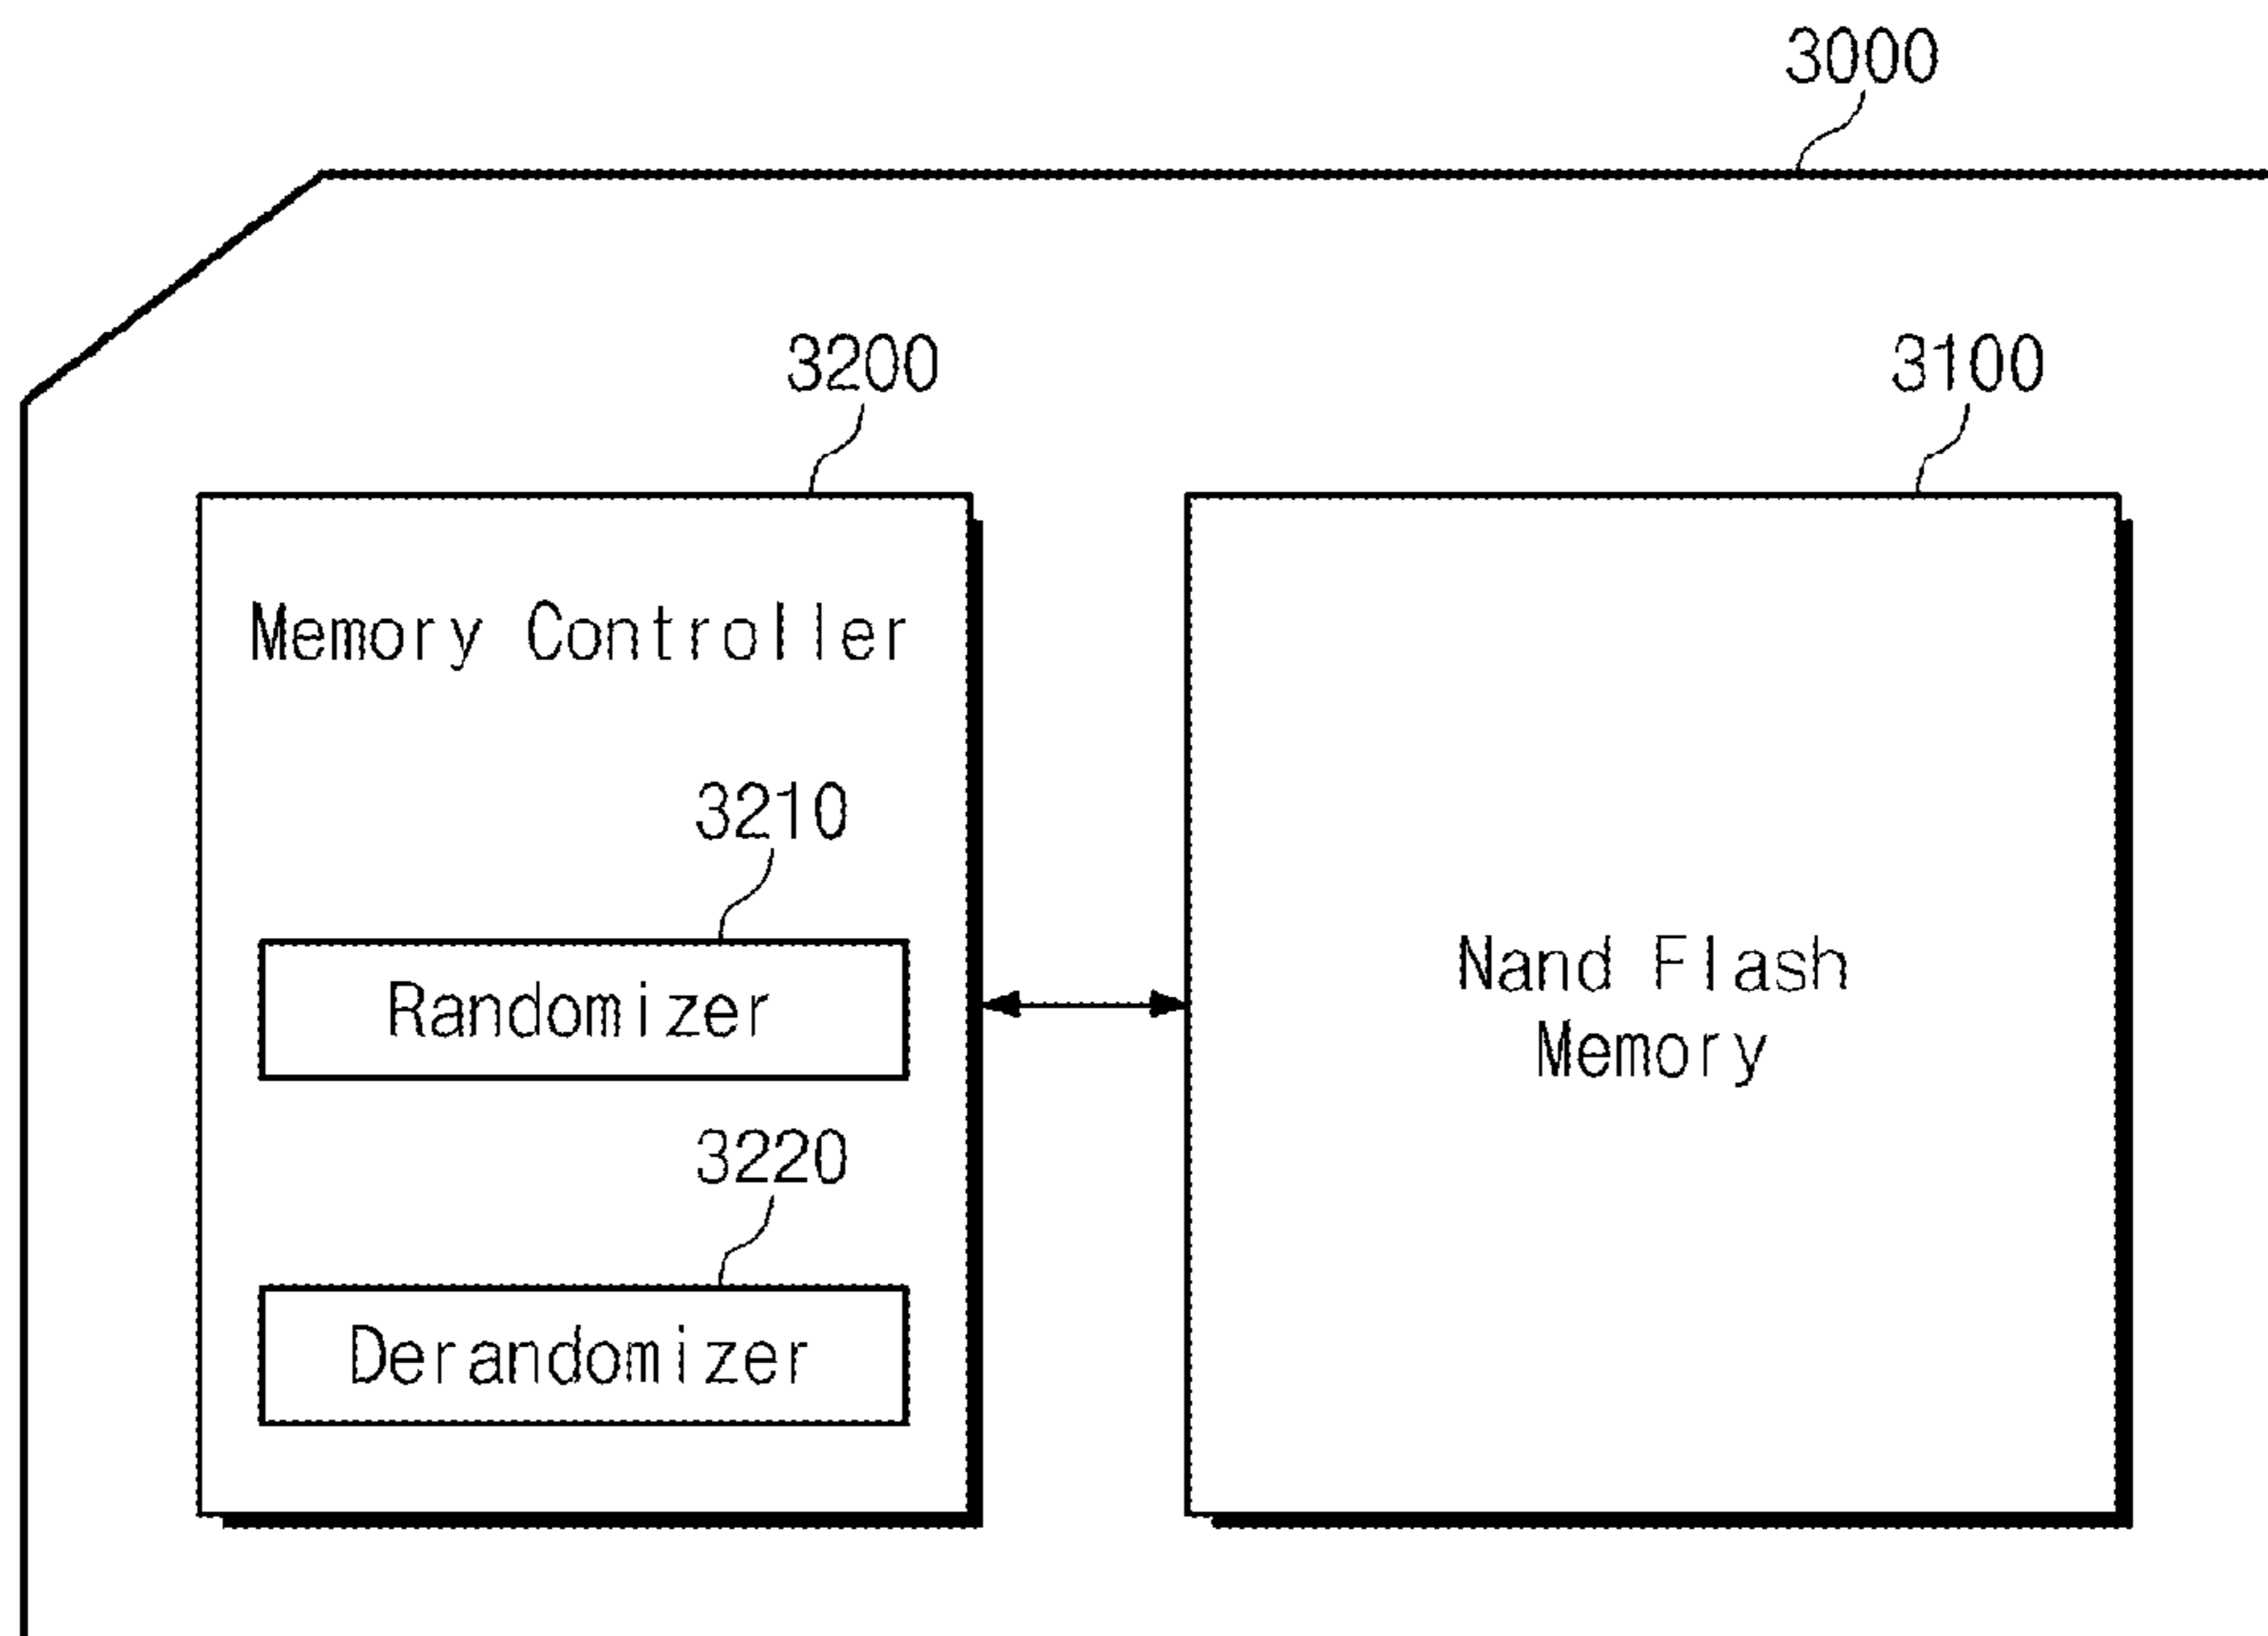 3000
3200
3100
Memory Controller
3210
Randomizer
3220
Derandomizer
Nand Flash
Memory